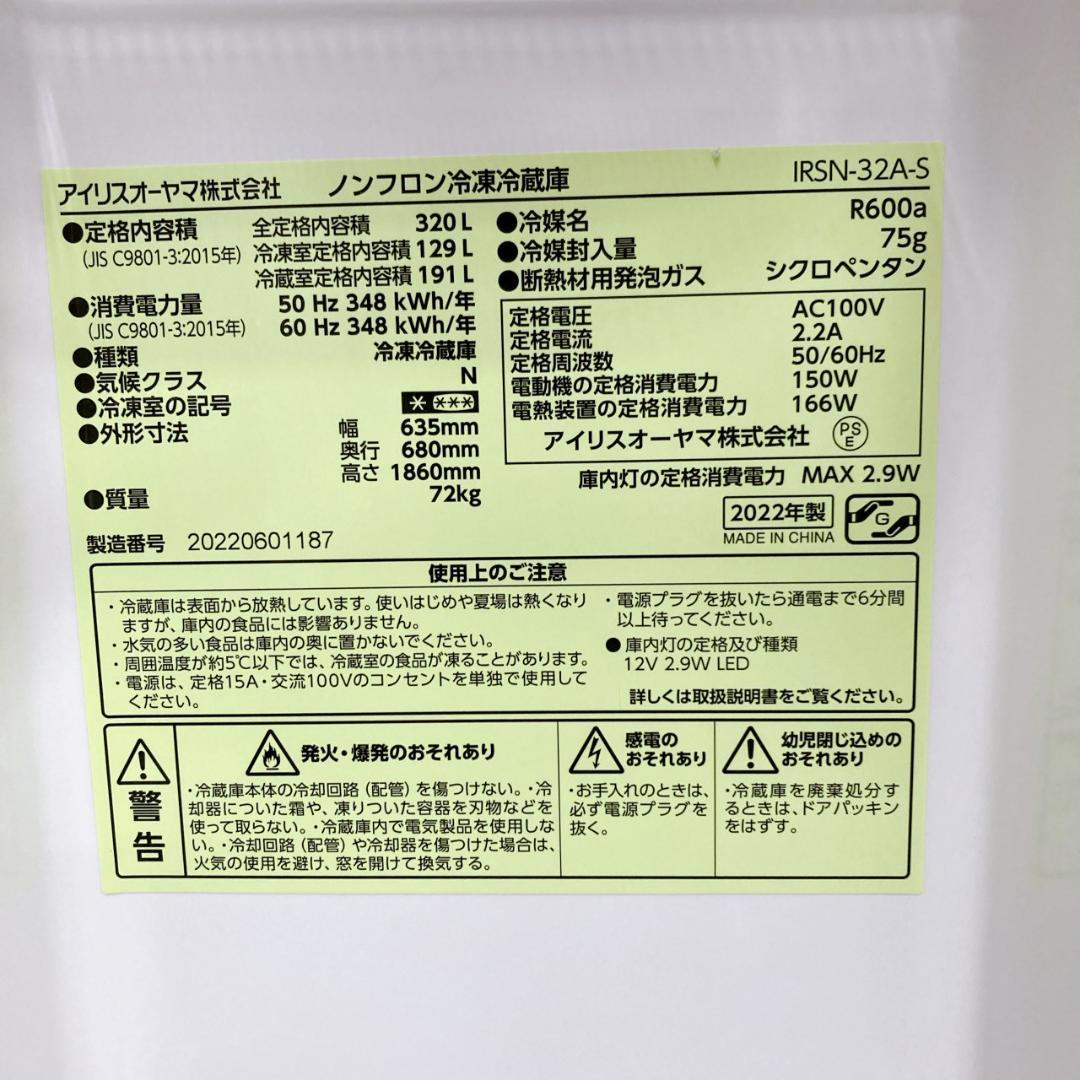 アイリスオーヤマ株式会社 ノンフロン冷凍冷蔵庫 IRSN-32A-S
●定格内容積 全定格内容積 320 L
(JIS C9801-3:2015年) 冷凍室定格内容積 129 L
冷蔵室定格内容積 191 L
●消費電力量 50 Hz 348 kWh/年
(JIS C9801-3:2015年) 60 Hz 348 kWh/年
●種類 冷凍冷蔵庫
●気候クラス N
●冷凍室の記号 * ***
●外形寸法 幅 635mm
奥行 680mm
高さ 1860mm
●質量 72kg
製造番号 20220601187
●冷媒名 R600a
●冷媒封入量 75g
●断熱材用発泡ガス シクロペンタン
定格電圧 AC100V
定格電流 2.2A
定格周波数 50/60Hz
電動機の定格消費電力 150W
電熱装置の定格消費電力 166W
アイリスオーヤマ株式会社 PSE
庫内灯の定格消費電力 MAX 2.9W
2022年製 G
MADE IN CHINA
使用上のご注意
・冷蔵庫は表面から放熱しています。使いはじめや夏場は熱くなり
ますが、庫内の食品には影響ありません。
・水気の多い食品は庫内の奥に置かないでください。
・周囲温度が約5℃以下では、冷蔵室の食品が凍ることがあります。
・電源は、定格15A・交流100Vのコンセントを単独で使用して
ください。
・電源プラグを抜いたら通電まで6分間
以上待ってください。
●庫内灯の定格及び種類
12V 2.9W LED
詳しくは取扱説明書をご覧ください。
警告
発火・爆発のおそれあり
・冷蔵庫本体の冷却回路（配管）を傷つけない。・冷
却器についた霜や、凍りついた容器を刃物などを
使って取らない。・冷蔵庫内で電気製品を使用しな
い。・冷却回路（配管）や冷却器を傷つけた場合は、
火気の使用を避け、窓を開けて換気する。
感電の
おそれあり
・お手入れのときは、
必ず電源プラグを
抜く。
幼児閉じ込めの
おそれあり
・冷蔵庫を廃棄処分す
るときは、ドアパッキン
をはずす。